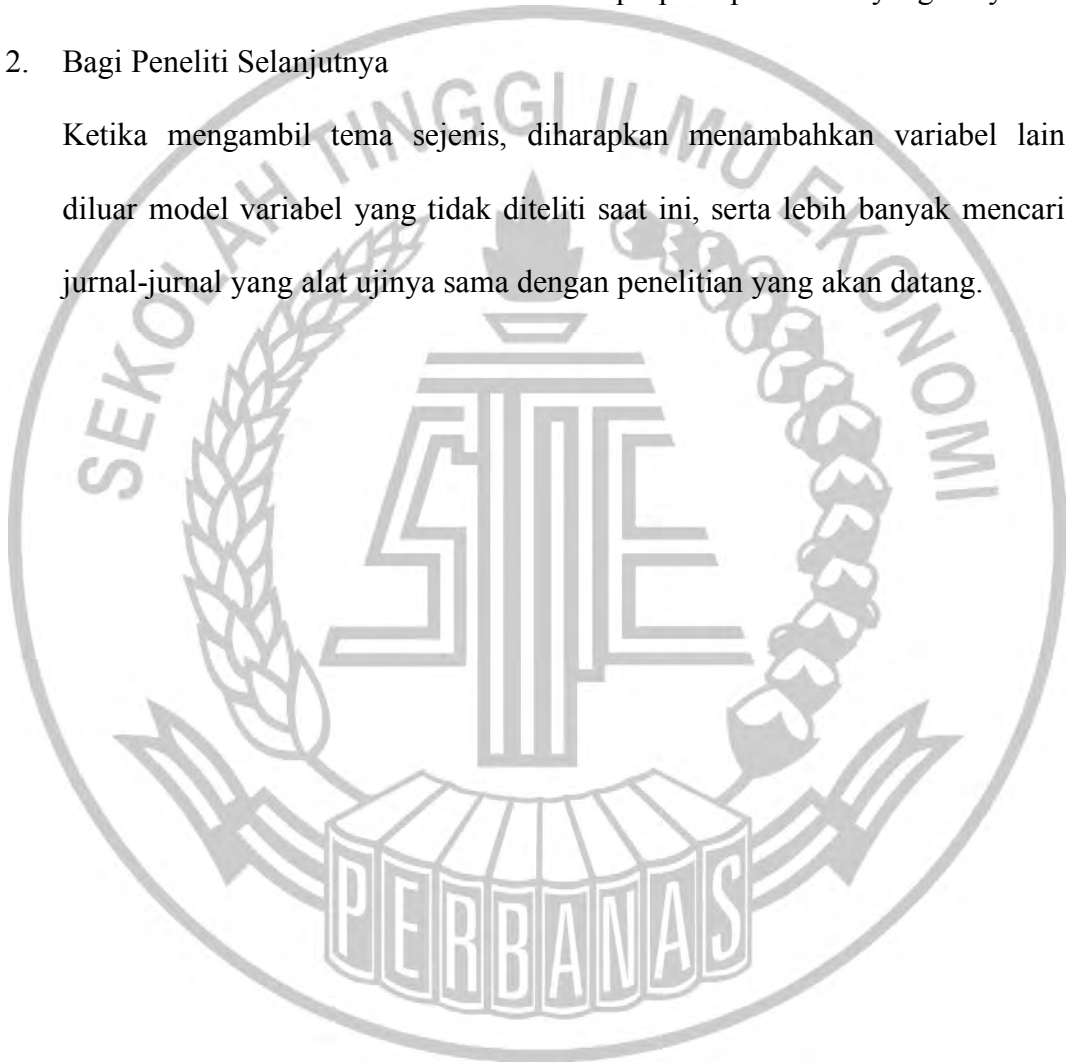 2. Bagi Peneliti Selanjutnya
Ketika mengambil tema sejenis, diharapkan menambahkan variabel lain
diluar model variabel yang tidak diteliti saat ini, serta lebih banyak mencari
jurnal-jurnal yang alat ujinya sama dengan penelitian yang akan datang.
SEKOLAH TINGGI ILMU EKONOMI
STIE
PERBANAS